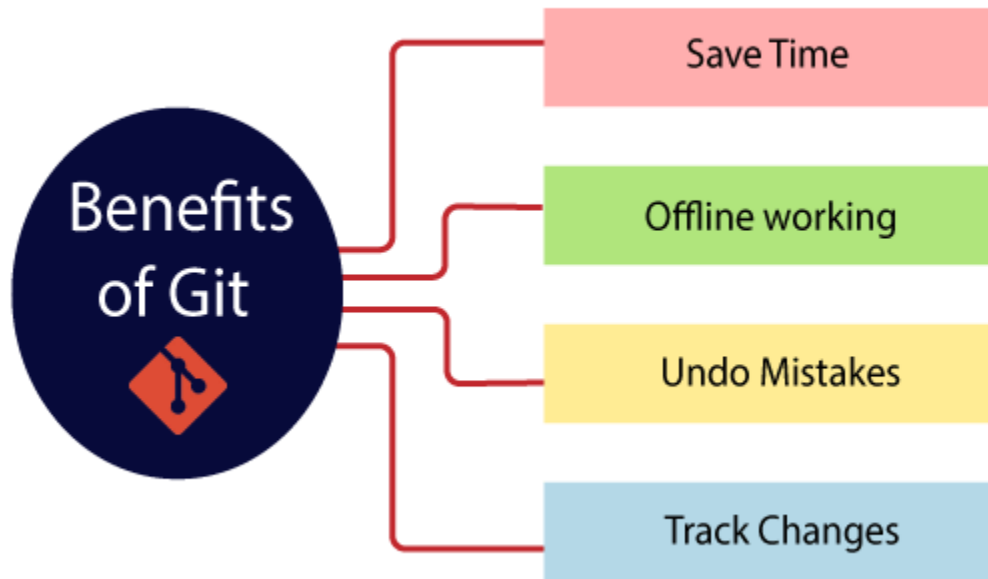 Benefits
of Git
Save Time
Offline working
Undo Mistakes
Track Changes